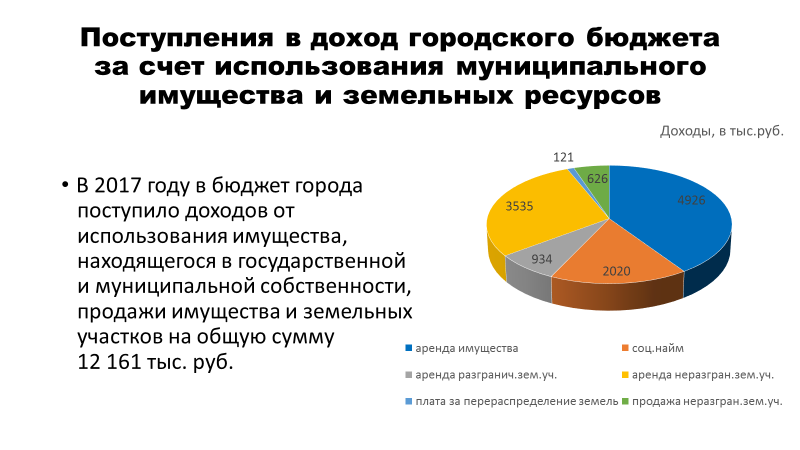 Поступления в доход городского бюджета
за счет использования муниципального
имущества и земельных ресурсов
Доходы, в тыс.руб.
• В 2017 году в бюджет города
поступило доходов от
использования имущества,
находящегося в государственной
и муниципальной собственности,
продажи имущества и земельных
участков на общую сумму
12 161 тыс. руб.
121
626
4926
3535
934
2020
аренда имущества
соц.найм
аренда разгранич.зем.уч.
аренда неразгран.зем.уч.
плата за перераспределение земель
продажа неразгран.зем.уч.